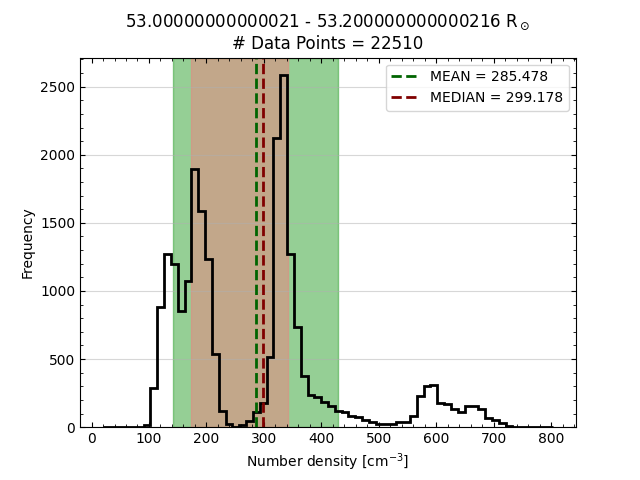 53.00000000000021 - 53.200000000000216 R⊙
# Data Points = 22510
MEAN = 285.478
MEDIAN = 299.178
Frequency
2500
2000
1500
1000
500
0
0 100 200 300 400 500 600 700 800
Number density [cm⁻³]